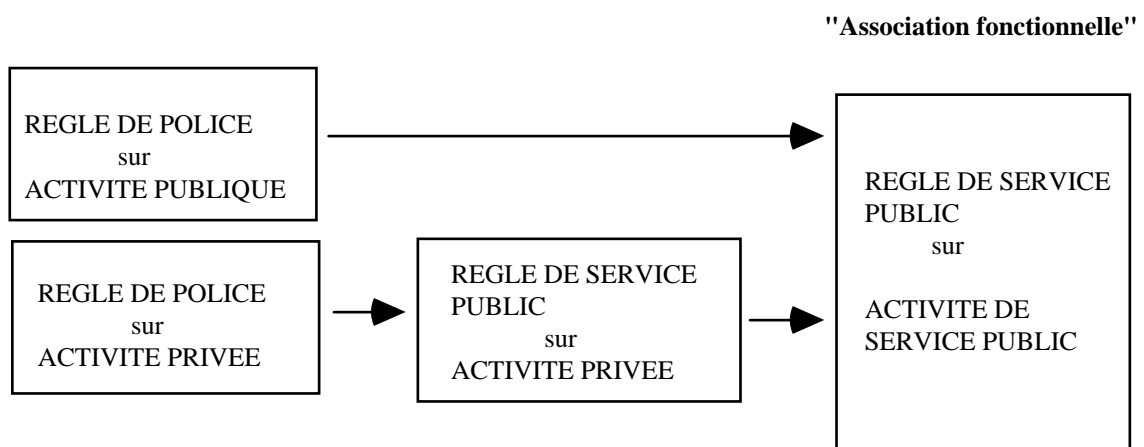 "Association fonctionnelle"
REGLE DE POLICE
sur
ACTIVITE PUBLIQUE
REGLE DE POLICE
sur
ACTIVITE PRIVEE
REGLE DE SERVICE
PUBLIC
sur
ACTIVITE PRIVEE
REGLE DE SERVICE
PUBLIC
sur
ACTIVITE DE
SERVICE PUBLIC